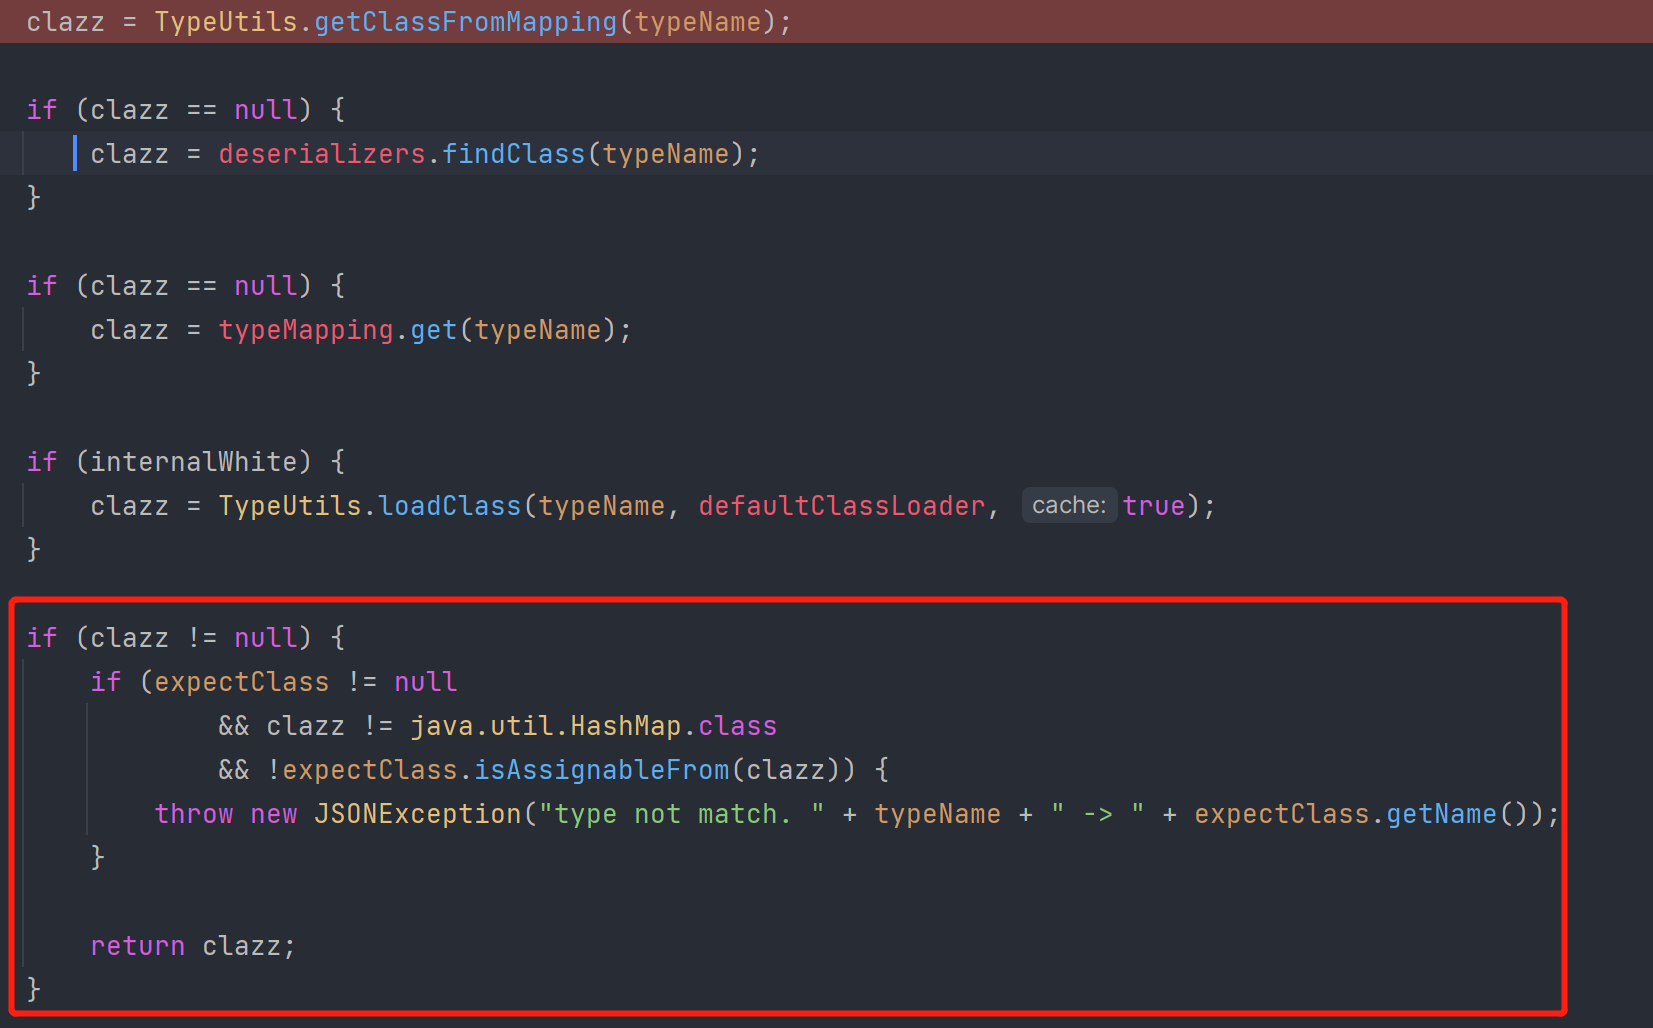 clazz = TypeUtils.getClassFromMapping(typeName);
if (clazz == null) {
clazz = deserializers.findClass(typeName);
}
if (clazz == null) {
clazz = typeMapping.get(typeName);
}
if (internalWhite) {
clazz = TypeUtils.loadClass(typeName, defaultClassLoader, cache: true);
}
if (clazz != null) {
if (expectClass != null
&& clazz != java.util.HashMap.class
&& !expectClass.isAssignableFrom(clazz)) {
throw new JSONException("type not match. " + typeName + " -> " + expectClass.getName());
}
return clazz;
}